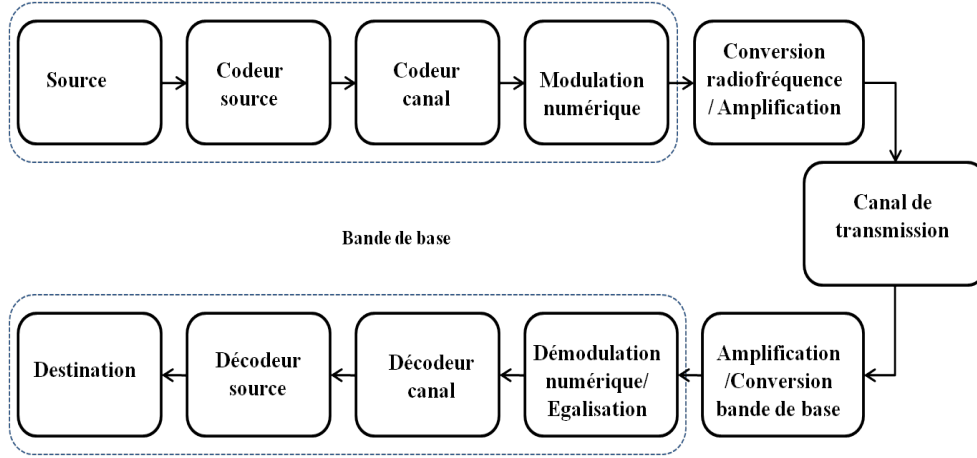 Source
Codeur
source
Codeur
canal
Modulation
numérique
Conversion
radiofréquence
/ Amplification
Canal de
transmission
Bande de base
Destination
Décodeur
source
Décodeur
canal
Démodulation
numérique/
Egalisation
Amplification
/Conversion
bande de base